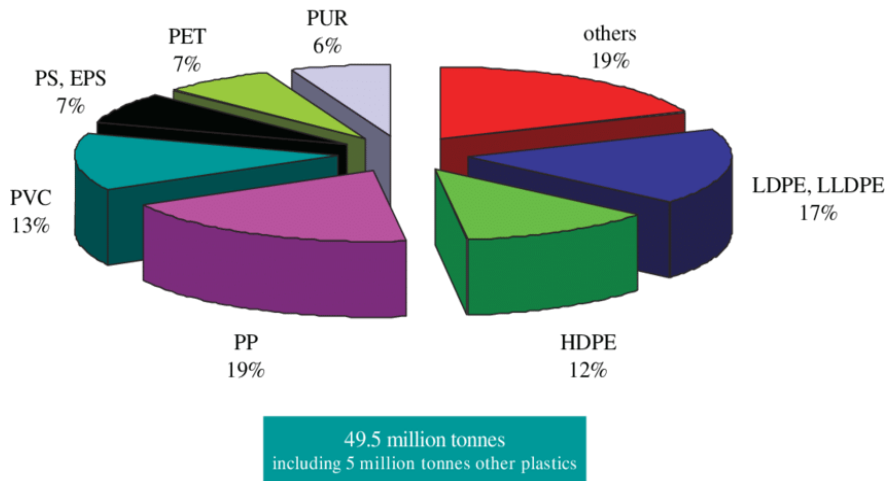 PUR
6%
others
19%
PET
7%
PS, EPS
7%
LDPE, LLDPE
17%
PVC
13%
PP
19%
HDPE
12%
49.5 million tonnes
including 5 million tonnes other plastics